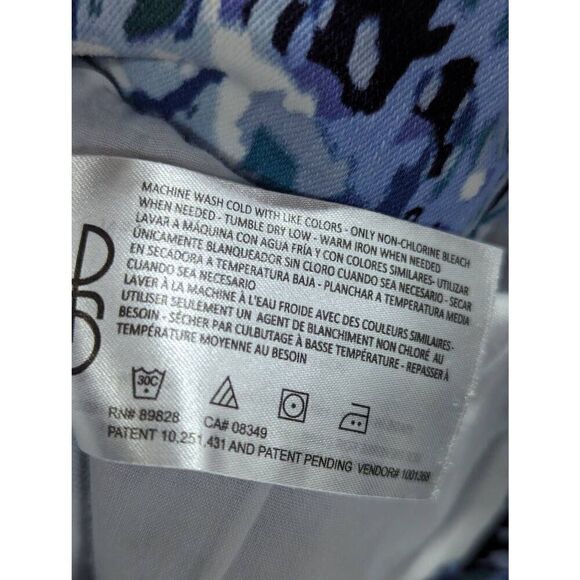 MACHINE WASH COLD WITH LIKE COLORS - ONLY NON-CHLORINE BLEACH
WHEN NEEDED - TUMBLE DRY LOW - WARM IRON WHEN NEEDED
LAVAR A MÁQUINA CON AGUA FRÍA Y CON COLORES SIMILARES- UTILIZAR
ÚNICAMENTE BLANQUEADOR SIN CLORO CUANDO SEA NECESARIO - SECAR
EN SECADORA A TEMPERATURA BAJA - PLANCHAR A TEMPERATURA MEDIA
CUANDO SEA NECESARIO
LAVER À LA MACHINE À L'EAU FROIDE AVEC DES COULEURS SIMILAIRES -
UTILISER SEULEMENT UN AGENT DE BLANCHIMENT NON CHLORÉ AU
BESOIN - SÉCHER PAR CULBUTAGE À BASSE TEMPÉRATURE - REPASSER À
TEMPÉRATURE MOYENNE AU BESOIN
30C
RN# 89828 CA# 08349
PATENT 10,251,431 AND PATENT PENDING VENDOR# 1001368